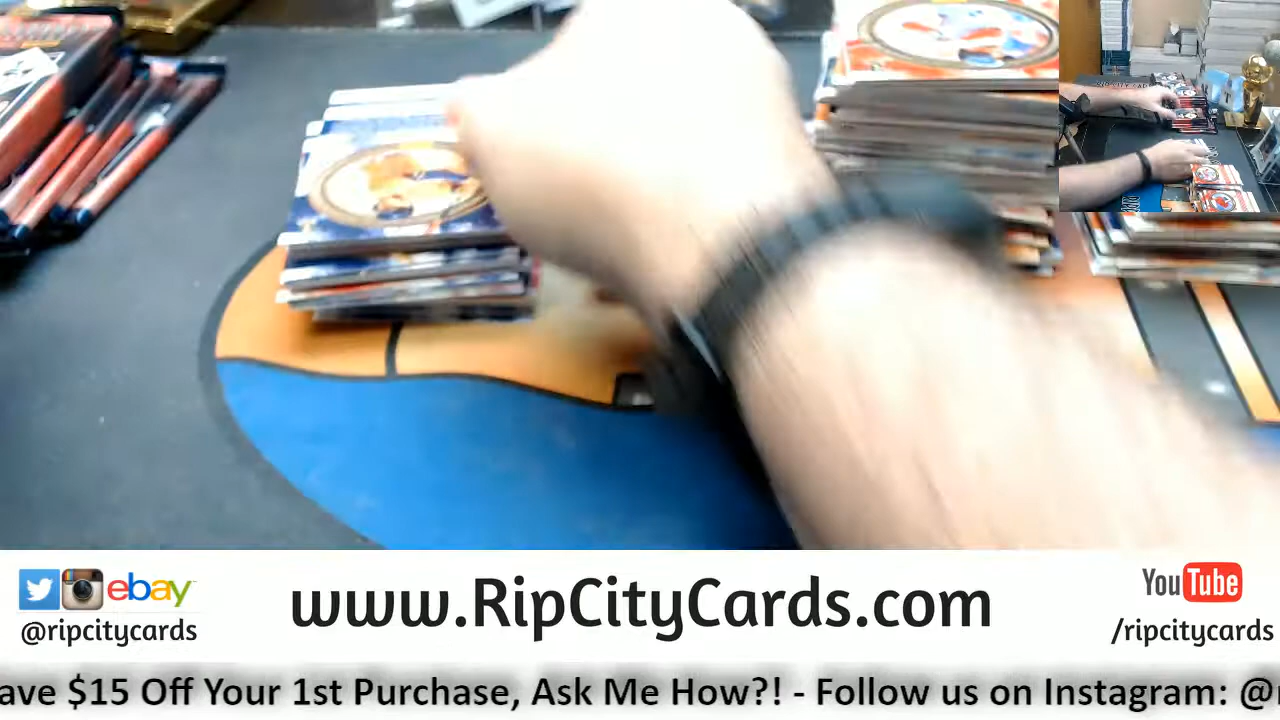 ebay
@ripcitycards
www.RipCityCards.com
YouTube
/ripcitycards
ave $15 Off Your 1st Purchase, Ask Me How?! - Follow us on Instagram: @